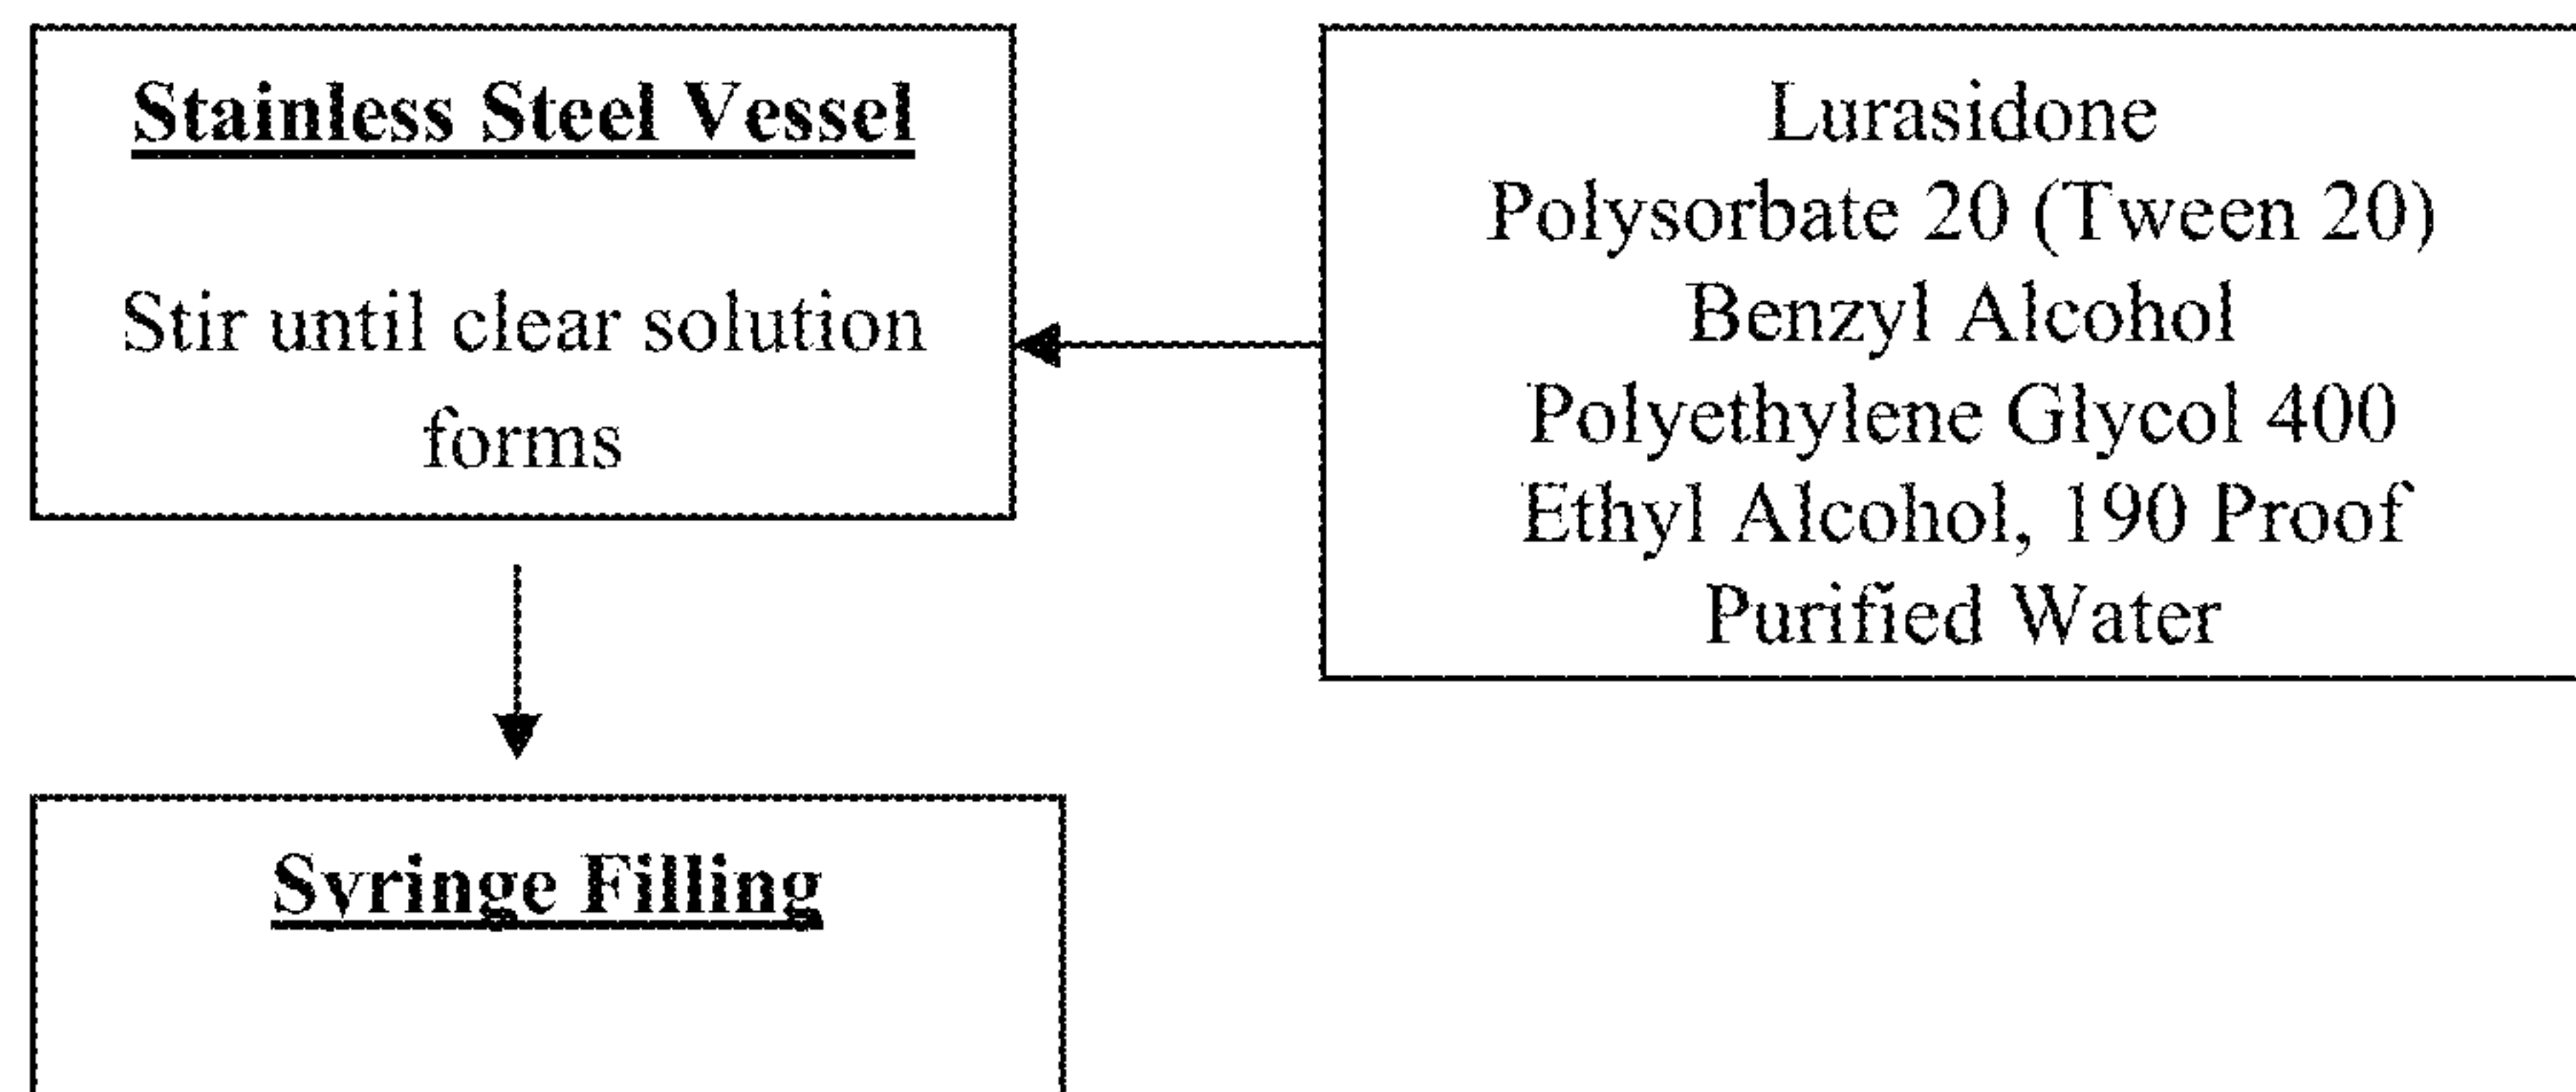 Stainless Steel Vessel
Stir until clear solution
forms
Lurasidone
Polysorbate 20 (Tween 20)
Benzyl Alcohol
Polyethylene Glycol 400
Ethyl Alcohol, 190 Proof
Purified Water
Syringe Filling